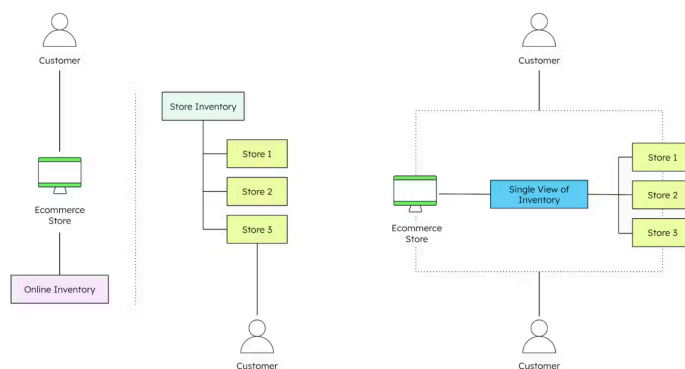 Customer
Ecommerce
Store
Online Inventory
Store Inventory
Store 1
Store 2
Store 3
Customer
Customer
Ecommerce
Store
Single View of
Inventory
Store 1
Store 2
Store 3
Customer